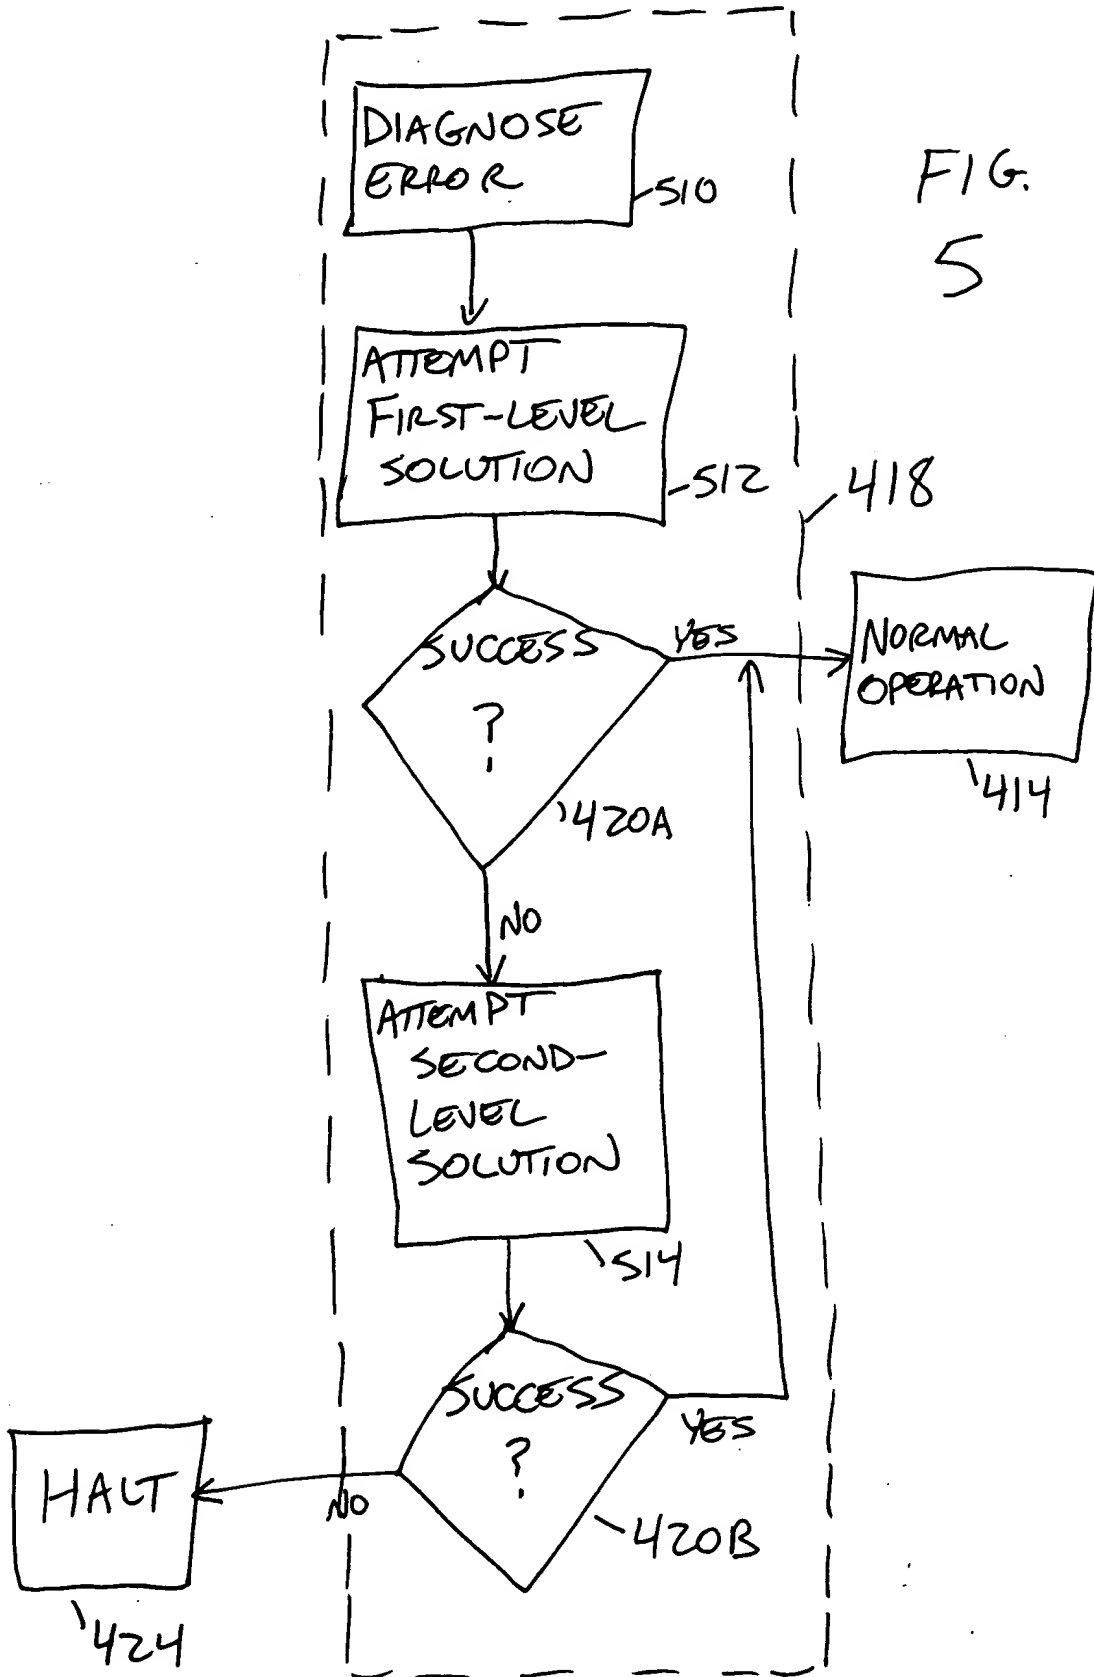 DIAGNOSE
ERROR
510
FIG.
5
ATTEMPT
FIRST-LEVEL
SOLUTION
512
418
SUCCESS
?
YES
NORMAL
OPERATION
414
420A
NO
ATTEMPT
SECOND-
LEVEL
SOLUTION
514
SUCCESS
?
YES
420B
NO
HALT
424